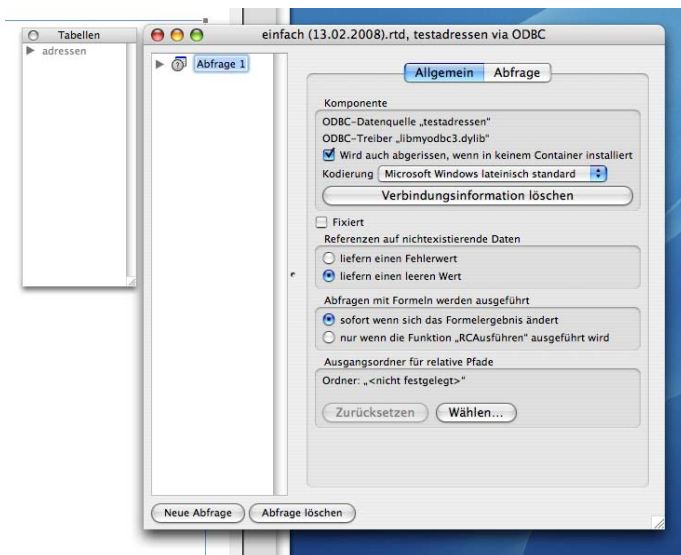 Tabellen
adressen
einfach (13.02.2008).rtd, testadressen via ODBC
Abfrage 1
Allgemein Abfrage
Komponente
ODBC-Datenquelle „testadressen“
ODBC-Treiber „libmyodbc3.dylib“
Wird auch abgerissen, wenn in keinem Container installiert
Kodierung Microsoft Windows lateinisch standard
Verbindungsinformation löschen
Fixiert
Referenzen auf nichtexistierende Daten
liefern einen Fehlerwert
liefern einen leeren Wert
Abfragen mit Formeln werden ausgeführt
sofort wenn sich das Formelergebnis ändert
nur wenn die Funktion „RCAusführen“ ausgeführt wird
Ausgangsordner für relative Pfade
Ordner: „<nicht festgelegt>“
Zurücksetzen Wählen...
Neue Abfrage Abfrage löschen